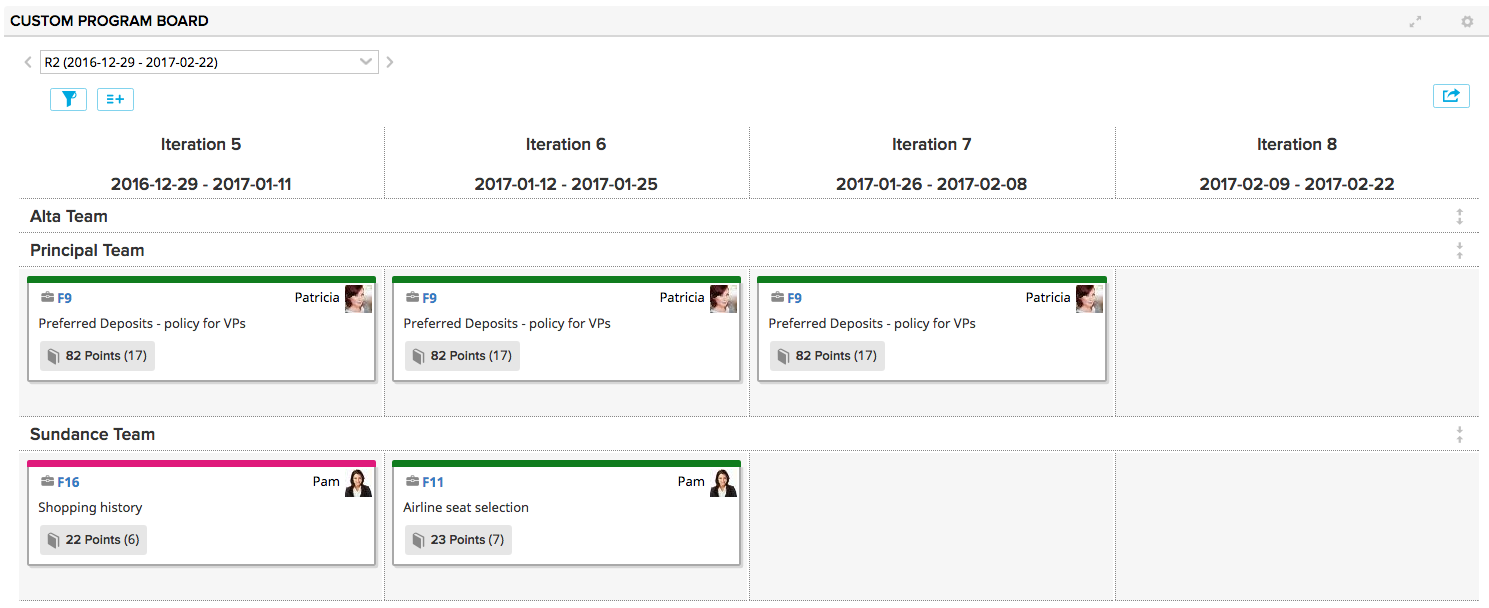 CUSTOM PROGRAM BOARD
R2 (2016-12-29 - 2017-02-22)
Iteration 5 Iteration 6 Iteration 7 Iteration 8
2016-12-29 - 2017-01-11 2017-01-12 - 2017-01-25 2017-01-26 - 2017-02-08 2017-02-09 - 2017-02-22
Alta Team
Principal Team
F9 Patricia F9 Patricia F9 Patricia
Preferred Deposits - policy for VPs Preferred Deposits - policy for VPs Preferred Deposits - policy for VPs
82 Points (17) 82 Points (17) 82 Points (17)
Sundance Team
F16 Pam F11 Pam
Shopping history Airline seat selection
22 Points (6) 23 Points (7)